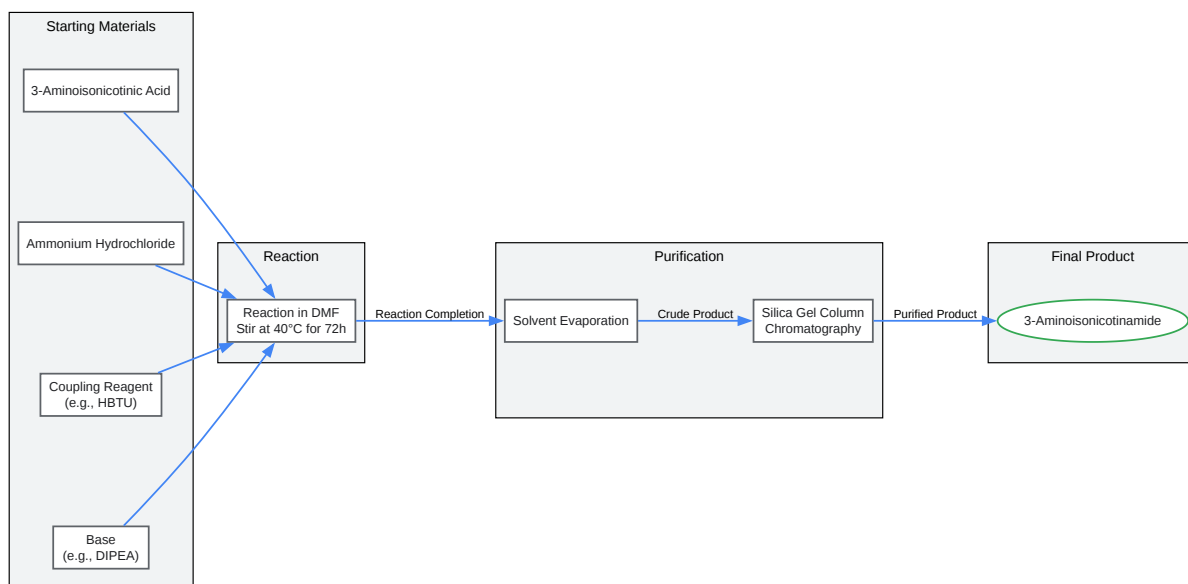 Starting Materials
3-Aminoisonicotinic Acid
Ammonium Hydrochloride
Coupling Reagent
(e.g., HBTU)
Base
(e.g., DIPEA)
Reaction
Reaction in DMF
Stir at 40°C for 72h
Reaction Completion
Purification
Solvent Evaporation
Crude Product
Silica Gel Column
Chromatography
Purified Product
Final Product
3-Aminoisonicotinamide